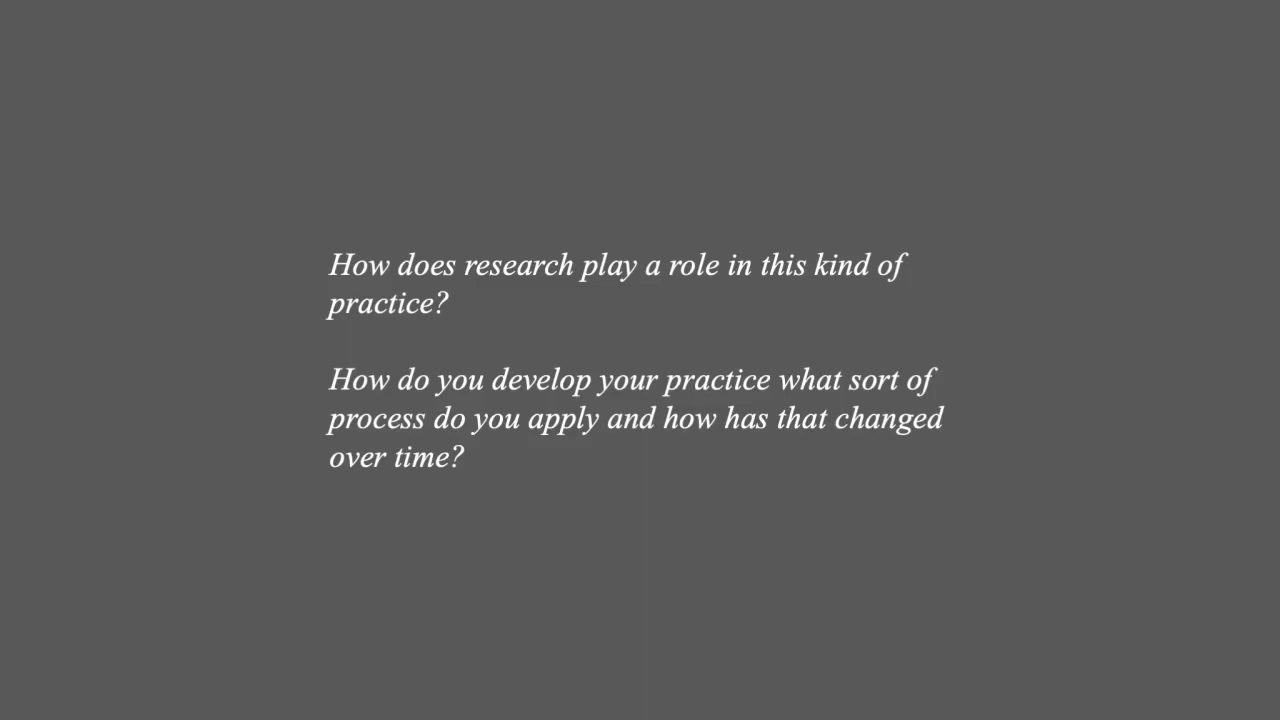 How does research play a role in this kind of
practice?
How do you develop your practice what sort of
process do you apply and how has that changed
over time?